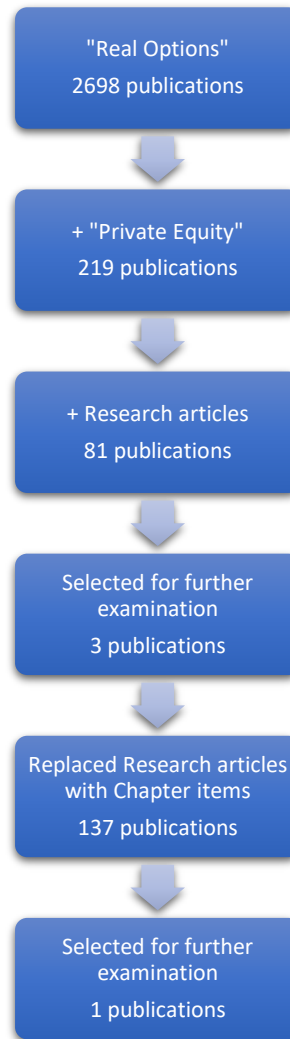 "Real Options"
2698 publications
+ "Private Equity"
219 publications
+ Research articles
81 publications
Selected for further
examination
3 publications
Replaced Research articles
with Chapter items
137 publications
Selected for further
examination
1 publications